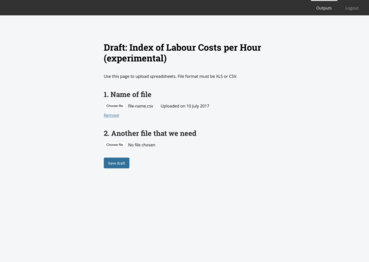 Outputs
Logout
Draft: Index of Labour Costs per Hour
(experimental)
Use this page to upload spreadsheets. File format must be XLS or CSV.
1. Name of file
Choose file file-name.csv Uploaded on 10 July 2017
Remove
2. Another file that we need
Choose file No file chosen
Save draft